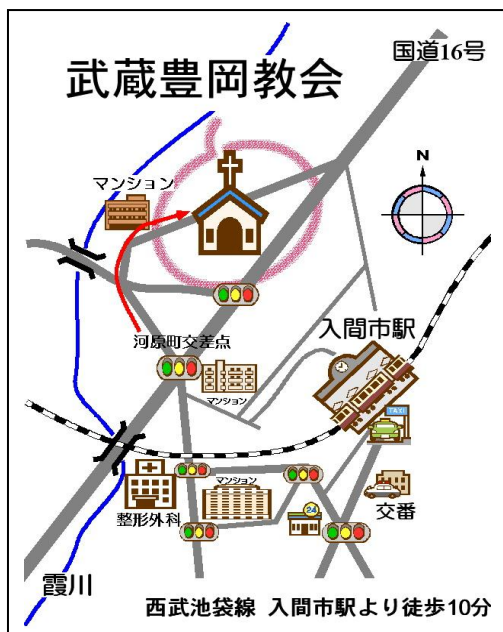 国道16号
武蔵豊岡教会
マンション
N
入間市駅
河原町交差点
マンション
TAXI
マンション
24
整形外科
交番
霞川
西武池袋線 入間市駅より徒歩10分